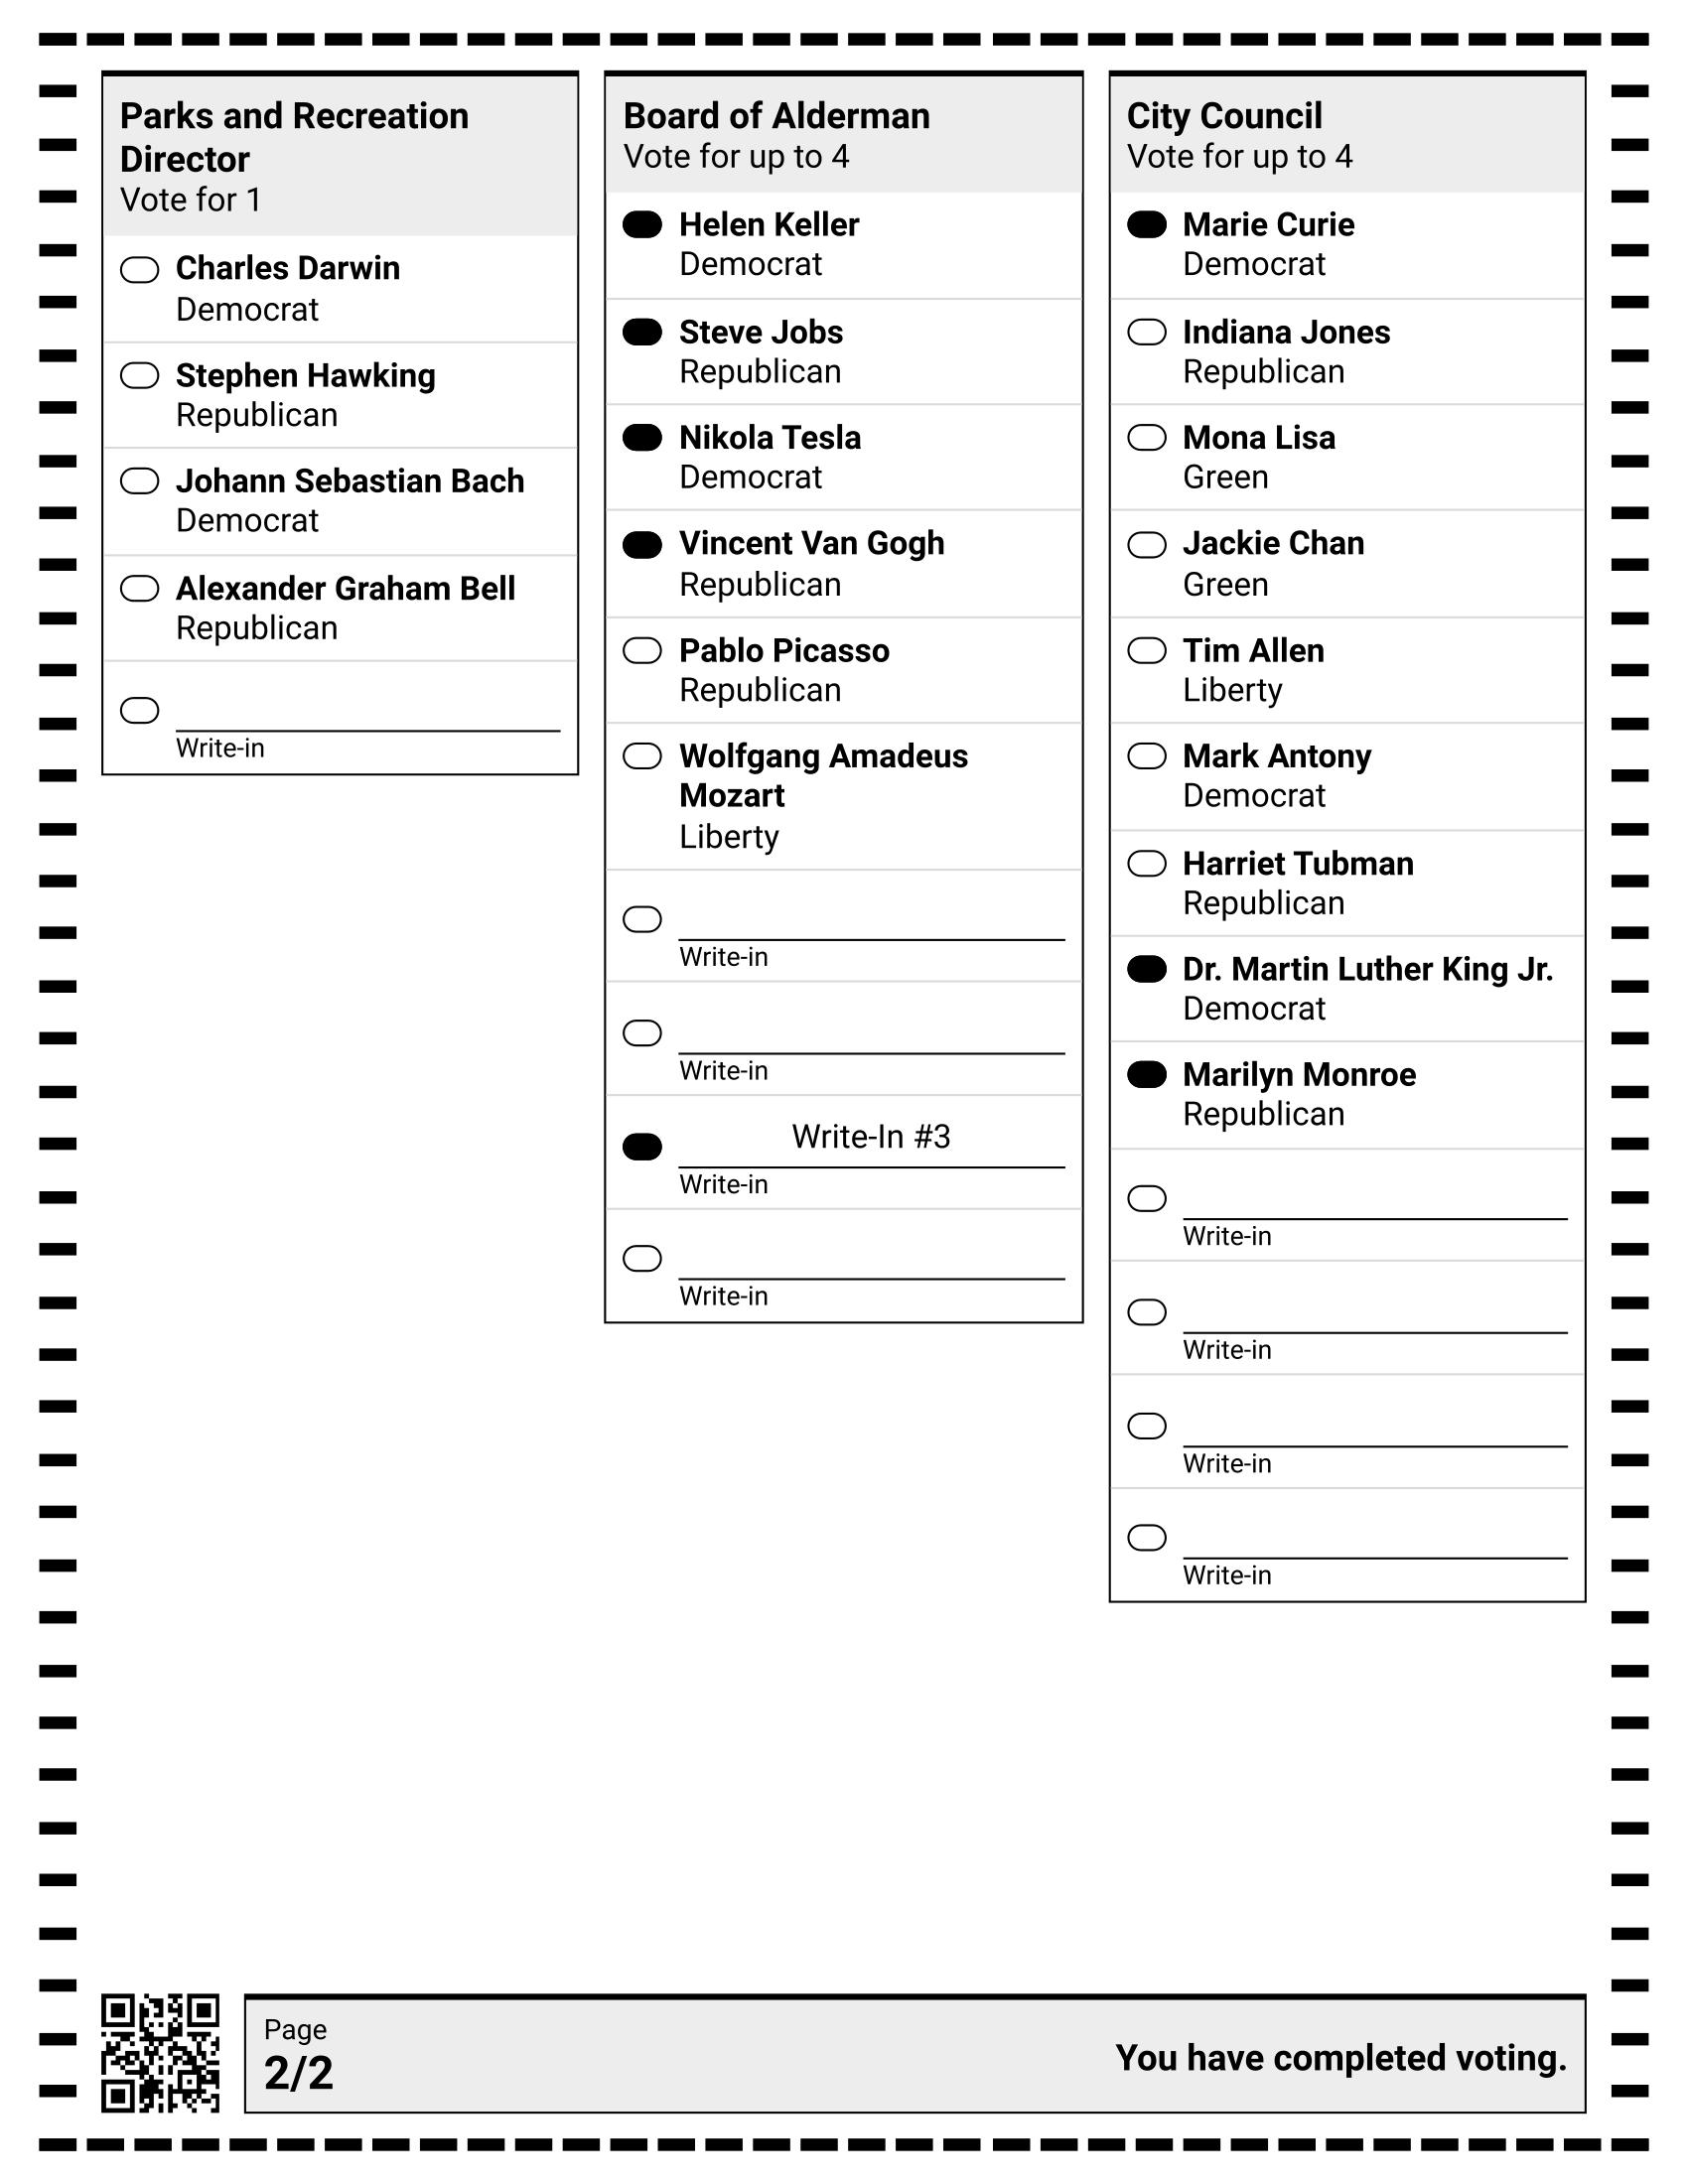 Parks and Recreation
Director
Vote for 1
Charles Darwin
Democrat
Stephen Hawking
Republican
Johann Sebastian Bach
Democrat
Alexander Graham Bell
Republican
Write-in
Board of Alderman
Vote for up to 4
Helen Keller
Democrat
Steve Jobs
Republican
Nikola Tesla
Democrat
Vincent Van Gogh
Republican
Pablo Picasso
Republican
Wolfgang Amadeus
Mozart
Liberty
Write-in
Write-in
Write-In #3
Write-in
Write-in
City Council
Vote for up to 4
Marie Curie
Democrat
Indiana Jones
Republican
Mona Lisa
Green
Jackie Chan
Green
Tim Allen
Liberty
Mark Antony
Democrat
Harriet Tubman
Republican
Dr. Martin Luther King Jr.
Democrat
Marilyn Monroe
Republican
Write-in
Write-in
Write-in
Write-in
Page
2/2
You have completed voting.